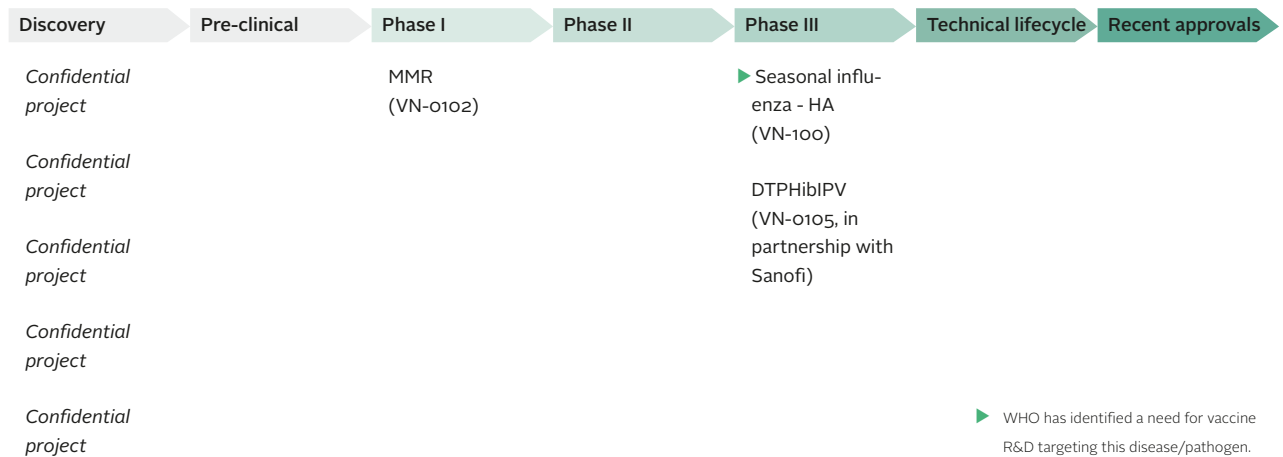 Discovery
Pre-clinical
Phase I
Phase II
Phase III
Technical lifecycle
Recent approvals
Confidential
project
Confidential
project
Confidential
project
Confidential
project
Confidential
project
MMR
(VN-0102)
Seasonal influ-
enza - HA
(VN-100)
DTPHibIPV
(VN-0105, in
partnership with
Sanofi)
WHO has identified a need for vaccine
R&D targeting this disease/pathogen.